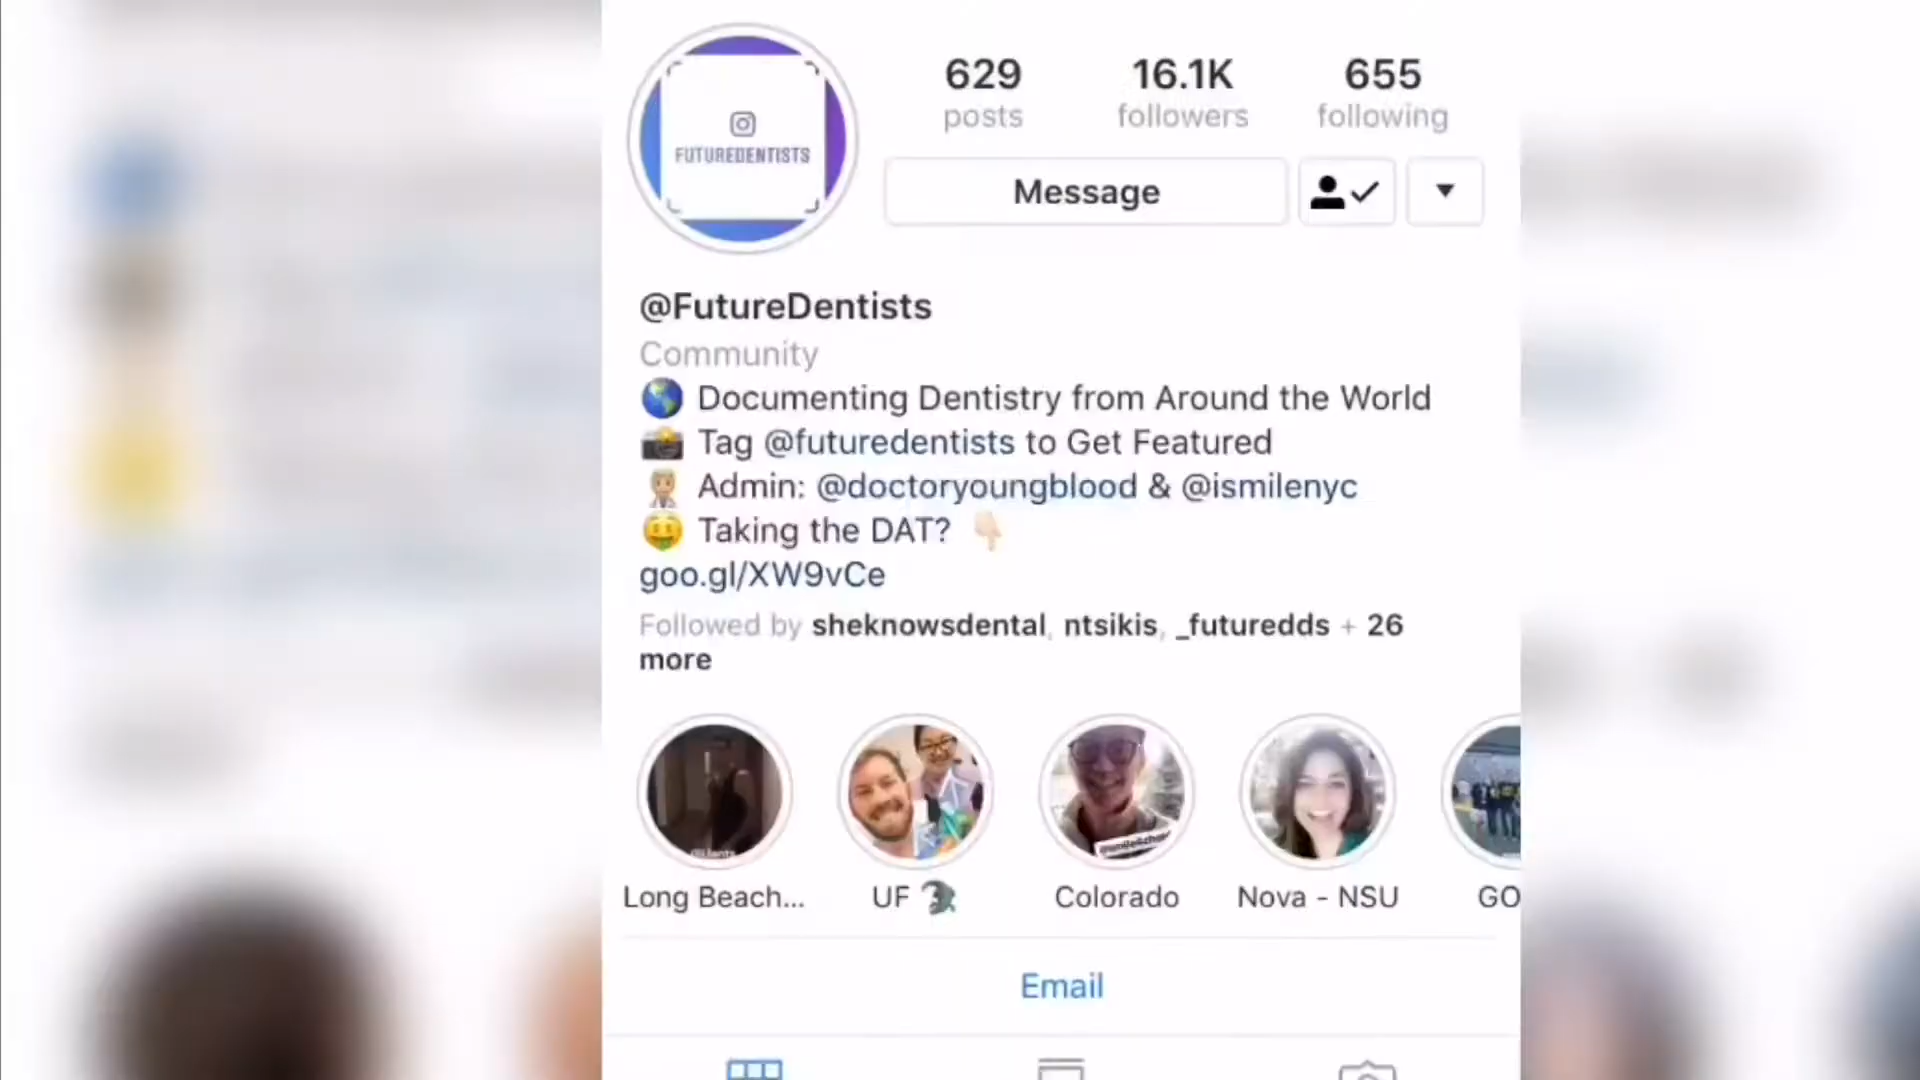 629 16.1K 655
posts followers following
FUTUREDENTISTS
Message
@FutureDentists
Community
Documenting Dentistry from Around the World
Tag @futuredentists to Get Featured
Admin: @doctoryoungblood & @ismilenyc
Taking the DAT?
goo.gl/XW9vCe
Followed by sheknowsdental, ntsikis, _futuredds + 26
more
Long Beach... UF Colorado Nova - NSU GO
Email